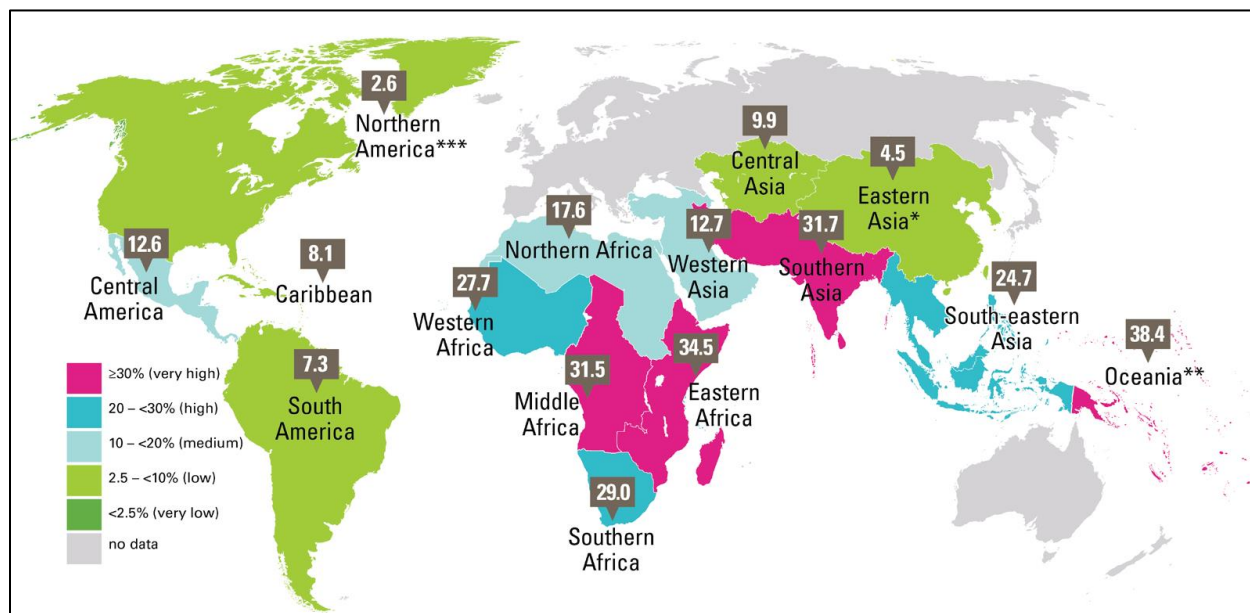 2.6
Northern
America***
12.6
Central
America
8.1
Caribbean
7.3
South
America
17.6
Northern Africa
27.7
Western
Africa
31.5
Middle
Africa
34.5
Eastern
Africa
29.0
Southern
Africa
12.7
Western
Asia
9.9
Central
Asia
4.5
Eastern
Asia*
31.7
Southern
Asia
24.7
South-eastern
Asia
38.4
Oceania**
≥30% (very high)
20 – <30% (high)
10 – <20% (medium)
2.5 – <10% (low)
<2.5% (very low)
no data